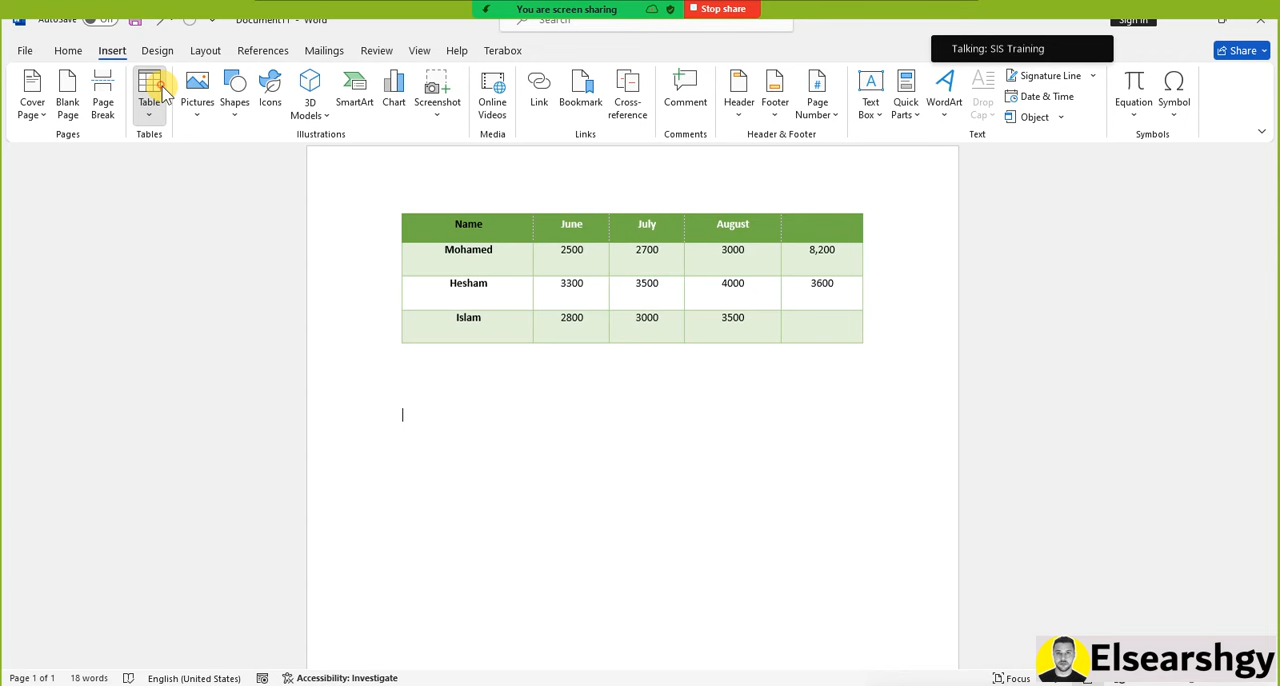 You are screen sharing Stop share
AutoSave Off Document11 - Word Search Sign in
File Home Insert Design Layout References Mailings Review View Help Terabox Talking: SIS Training Share
Cover Page Blank Page Page Break Table Pictures Shapes Icons 3D Models SmartArt Chart Screenshot Online Videos Link Bookmark Cross-reference Comment Header Footer Page Number Text Box Quick Parts WordArt Drop Cap Signature Line Date & Time Object Equation Symbol
Pages Tables Illustrations Media Links Comments Header & Footer Text Symbols
Name June July August
Mohamed 2500 2700 3000 8,200
Hesham 3300 3500 4000 3600
Islam 2800 3000 3500
Elsearshgy
Page 1 of 1 18 words English (United States) Accessibility: Investigate Focus